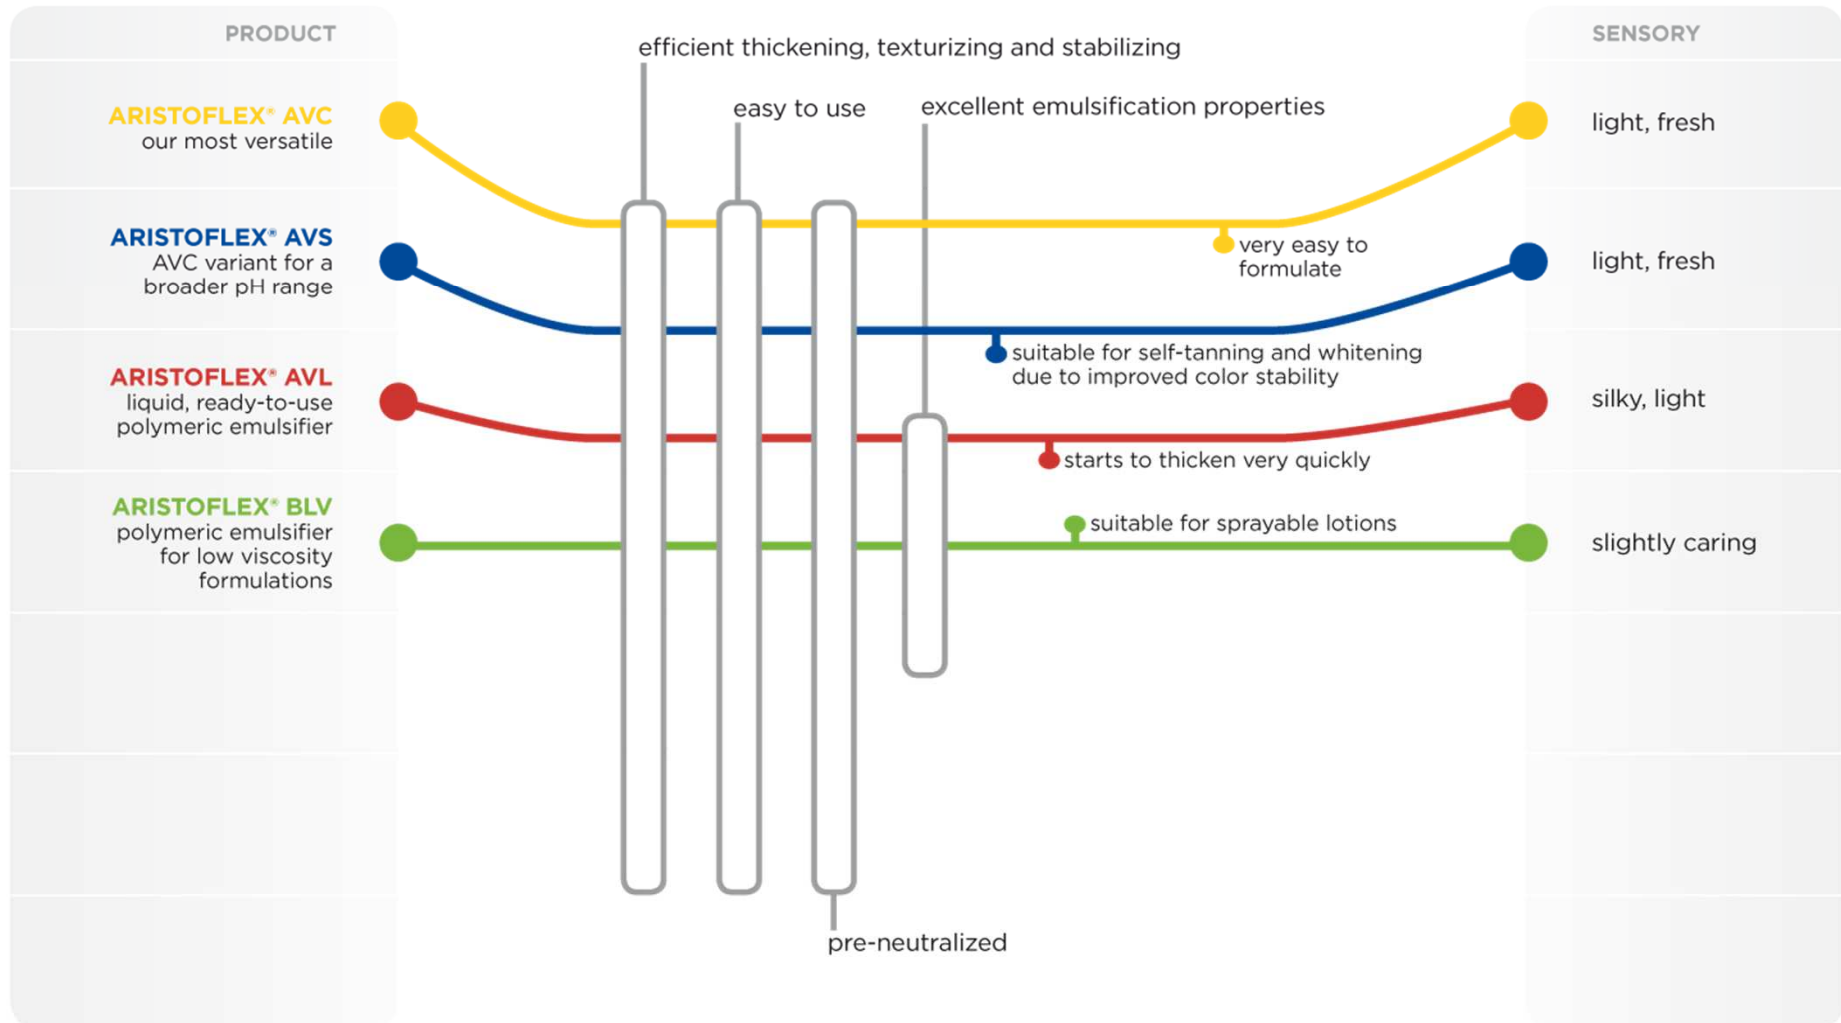 PRODUCT
SENSORY
efficient thickening, texturizing and stabilizing
easy to use
excellent emulsification properties
ARISTOFLEX® AVC
our most versatile
light, fresh
very easy to
formulate
ARISTOFLEX® AVS
AVC variant for a
broader pH range
light, fresh
suitable for self-tanning and whitening
due to improved color stability
ARISTOFLEX® AVL
liquid, ready-to-use
polymeric emulsifier
silky, light
starts to thicken very quickly
ARISTOFLEX® BLV
polymeric emulsifier
for low viscosity
formulations
suitable for sprayable lotions
slightly caring
pre-neutralized